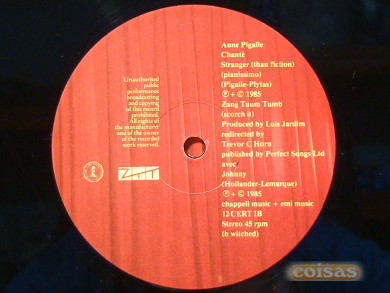 Unauthorised
public
performance
broadcasting
and copying
of this record
prohibited.
All rights of
the manufacturer
and of the owner
of the recorded
work reserved.
ZTT
Anne Pigalle
Chanté
Stranger (than fiction)
(pianissimo)
(Pigalle-Plytas)
℗ + © 1985
Zang Tuum Tumb
(scorch it)
Produced by Luis Jardim
redirected by
Trevor C Horn
published by Perfect Songs Ltd
avec
Johnny
(Hollander-Lemarque)
℗ + © 1985
chappell music + emi music
12 CERT 1B
Stereo 45 rpm
(b witched)
coisas